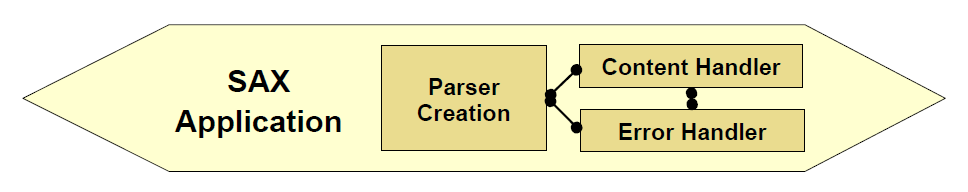 SAX
Application
Parser
Creation
Content Handler
Error Handler